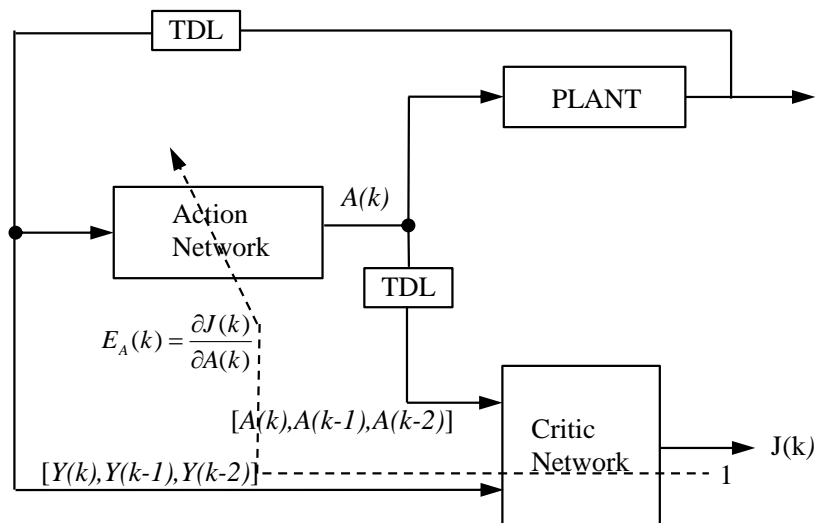 TDL
PLANT
A(k)
Action
Network
TDL
E_A(k) = ∂J(k)/∂A(k)
[A(k),A(k-1),A(k-2)]
Critic
Network
J(k)
[Y(k),Y(k-1),Y(k-2)]
1